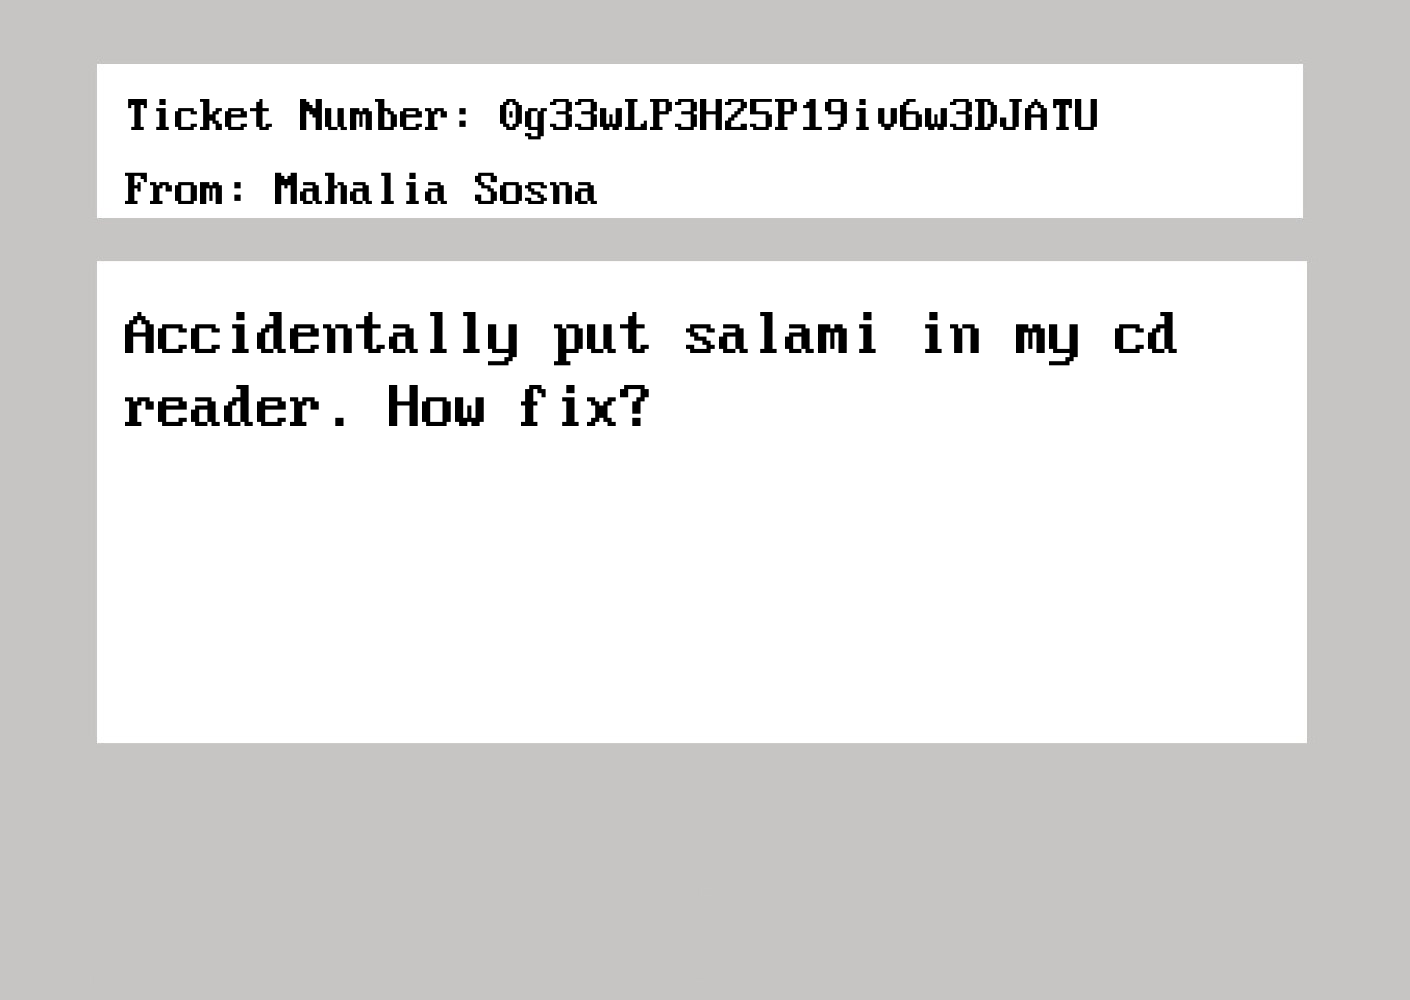 Ticket Number: 0g33wLP3H25P19iv6w3DJATU
From: Mahalia Sosna
Accidentally put salami in my cd
reader. How fix?